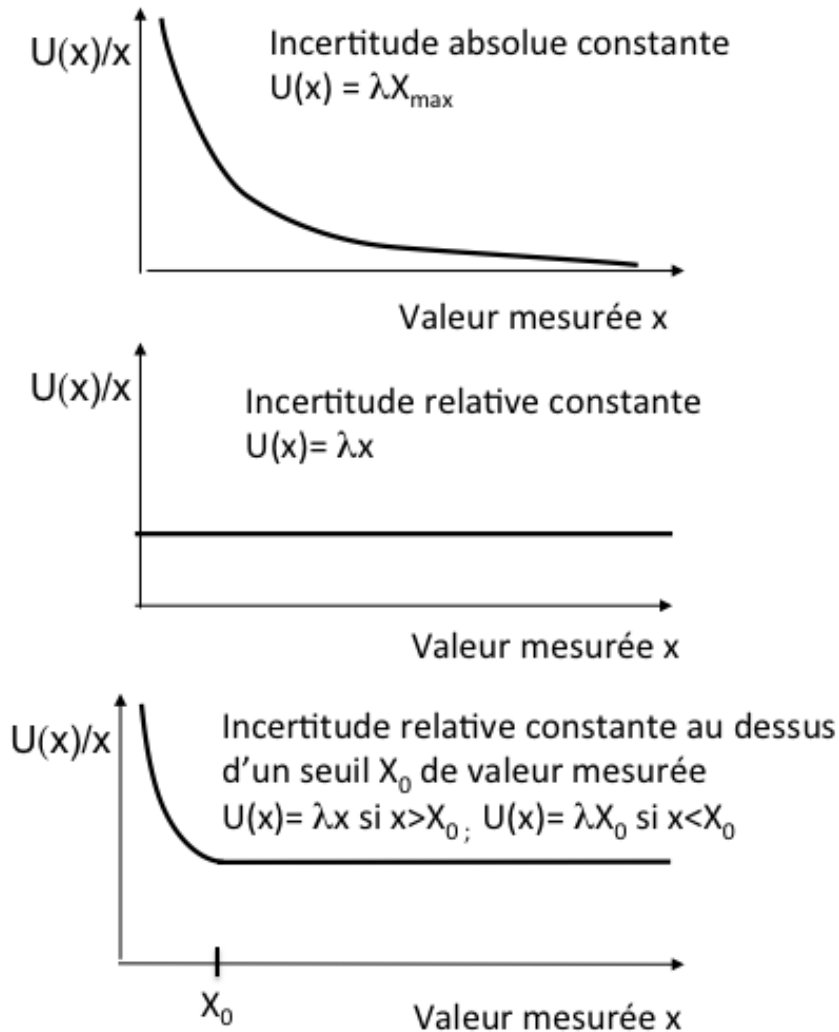 U(x)/x
Incertitude absolue constante
U(x) = λX_max
Valeur mesurée x
U(x)/x
Incertitude relative constante
U(x)= λx
Valeur mesurée x
U(x)/x
Incertitude relative constante au dessus
d'un seuil X₀ de valeur mesurée
U(x)= λx si x>X₀ ; U(x)= λX₀ si x<X₀
X₀
Valeur mesurée x